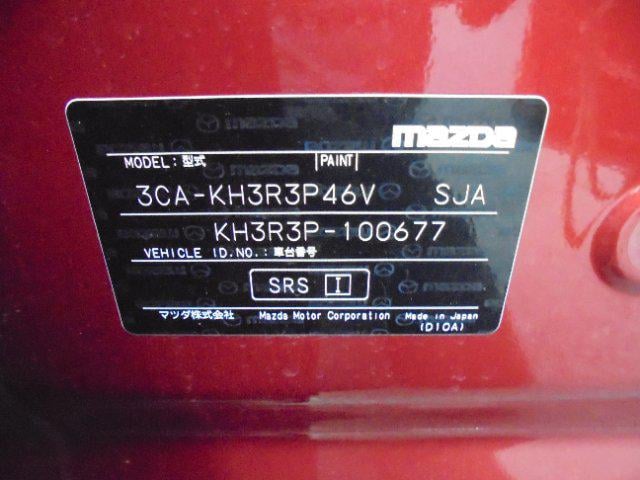 mazda
MODEL:型式 PAINT
3CA-KH3R3P46V SJA
KH3R3P-100677
VEHICLE I.D.NO.:車台番号
SRS I
マツダ株式会社 Mazda Motor Corporation Made in Japan
(D10A)